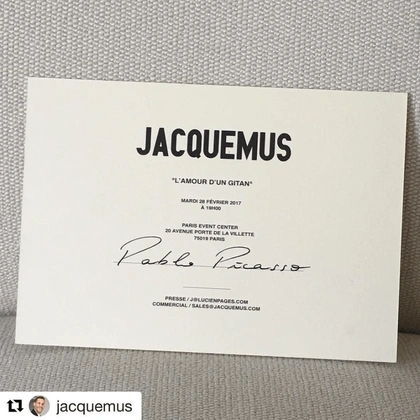 JACQUEMUS
"L'AMOUR D'UN GITAN"
MARDI 28 FÉVRIER 2017
À 19H00
PARIS EVENT CENTER
20 AVENUE PORTE DE LA VILLETTE
75019 PARIS
Pablo Picasso
PRESSE / J@LUCIENPAGES.COM
COMMERCIAL / SALES@JACQUEMUS.COM
jacquemus